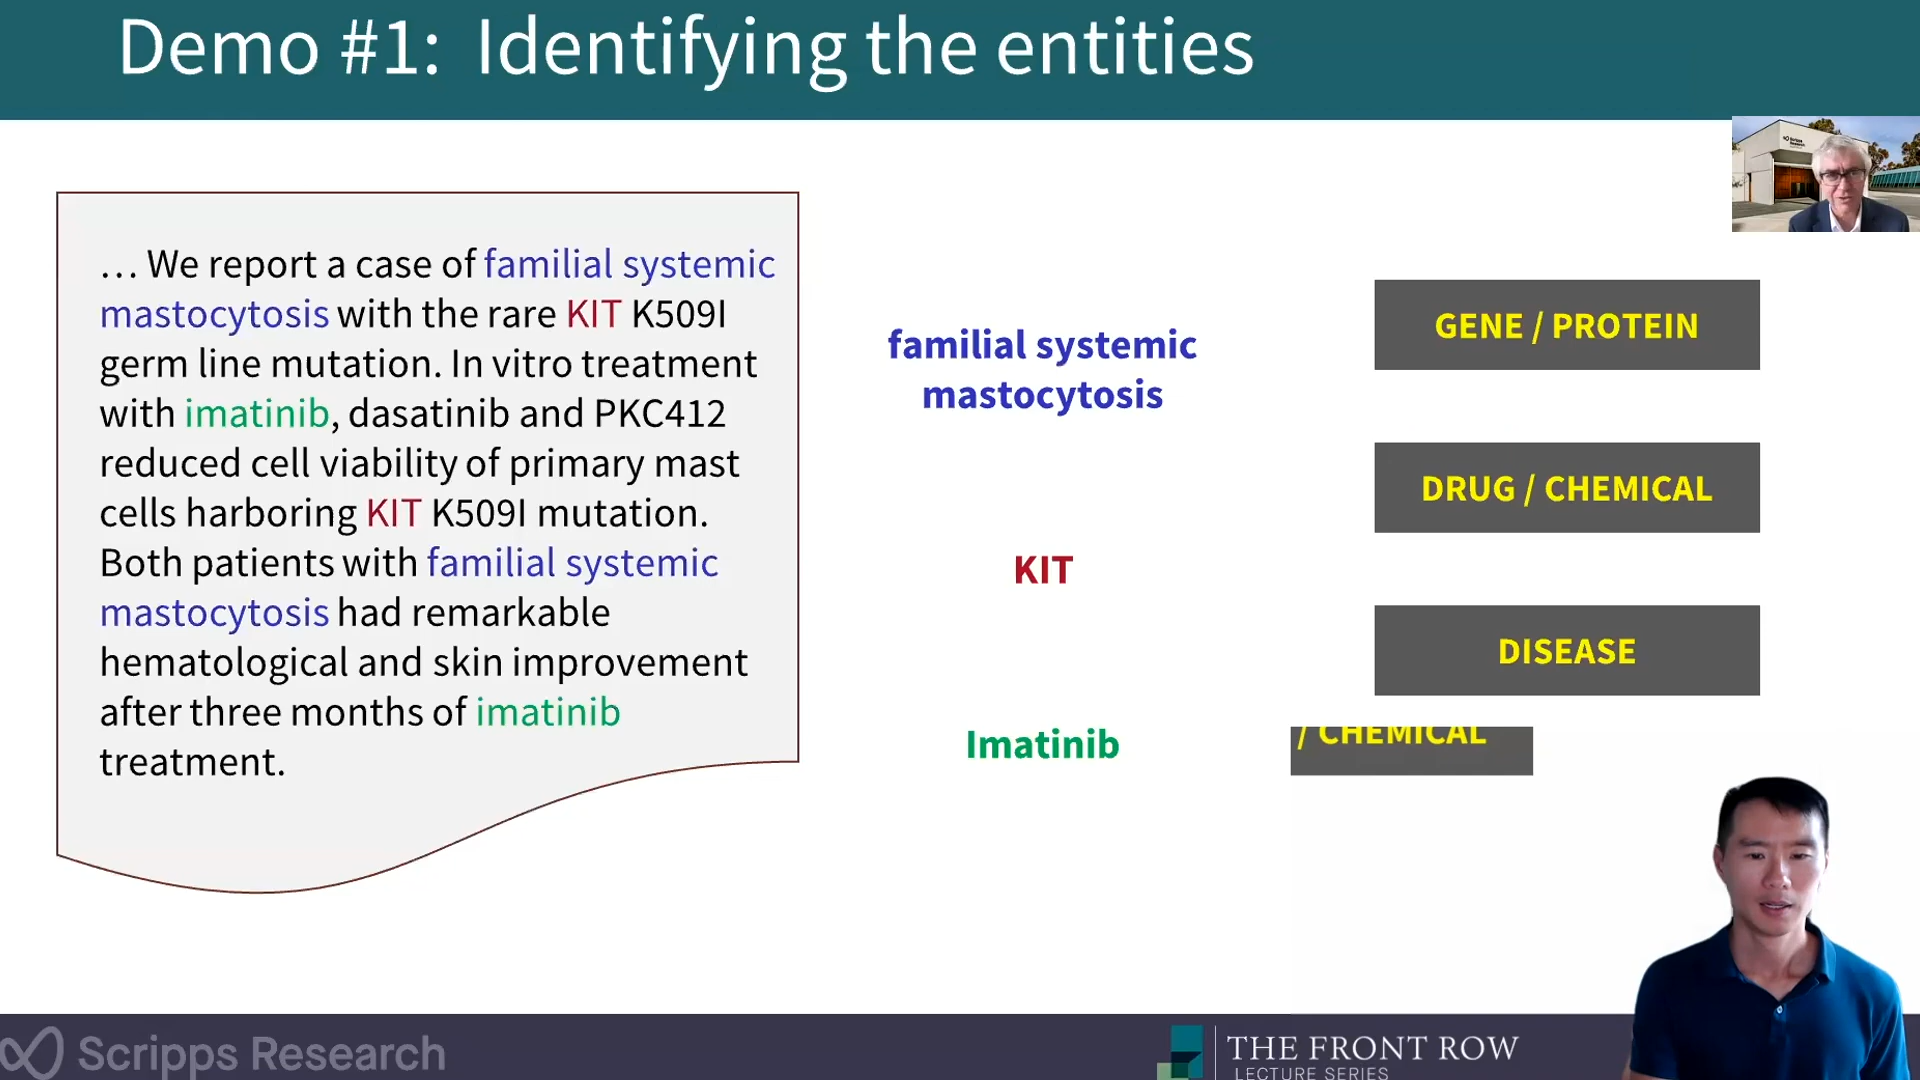 Demo #1: Identifying the entities
... We report a case of familial systemic
mastocytosis with the rare KIT K509I
germ line mutation. In vitro treatment
with imatinib, dasatinib and PKC412
reduced cell viability of primary mast
cells harboring KIT K509I mutation.
Both patients with familial systemic
mastocytosis had remarkable
hematological and skin improvement
after three months of imatinib
treatment.
familial systemic
mastocytosis
KIT
Imatinib
GENE / PROTEIN
DRUG / CHEMICAL
DISEASE
/ CHEMICAL
Scripps Research
THE FRONT ROW
LECTURE SERIES
Scripps
Research